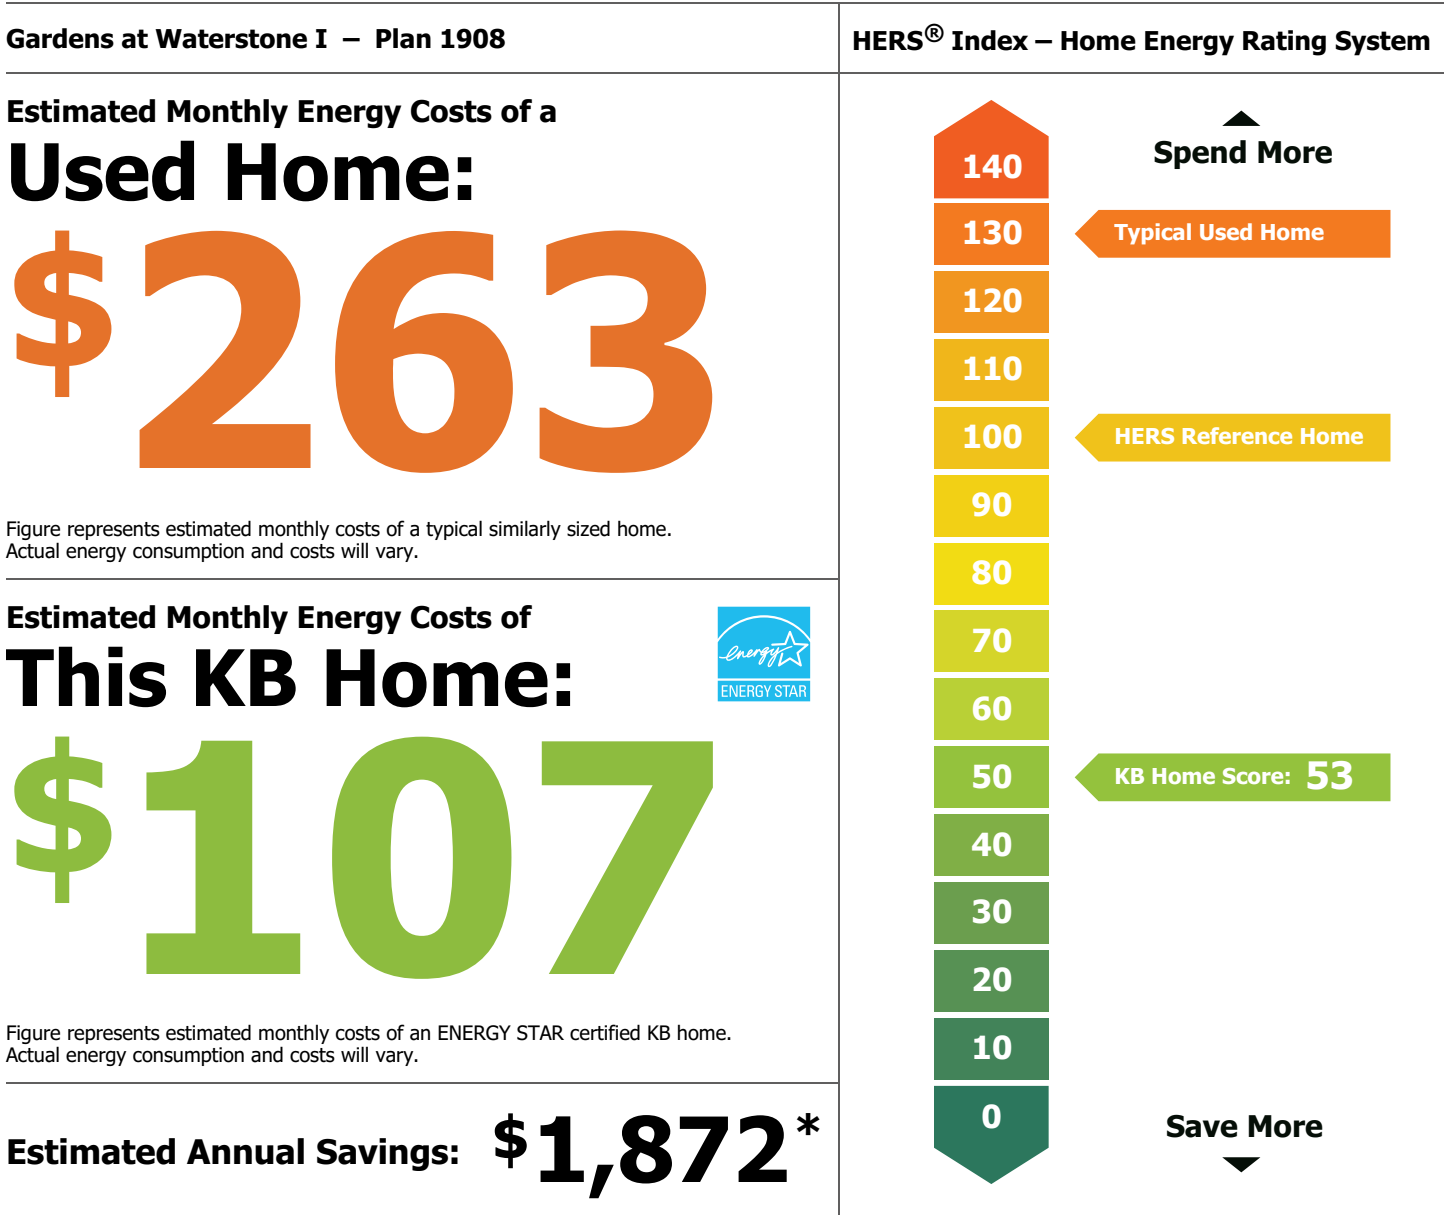 Gardens at Waterstone I – Plan 1908
Estimated Monthly Energy Costs of a
Used Home:
$263
Figure represents estimated monthly costs of a typical similarly sized home.
Actual energy consumption and costs will vary.
Estimated Monthly Energy Costs of
This KB Home:
energy
ENERGY STAR
$107
Figure represents estimated monthly costs of an ENERGY STAR certified KB home.
Actual energy consumption and costs will vary.
Estimated Annual Savings: $1,872*
HERS® Index – Home Energy Rating System
Spend More
140
130 Typical Used Home
120
110
100 HERS Reference Home
90
80
70
60
50 KB Home Score: 53
40
30
20
10
0
Save More